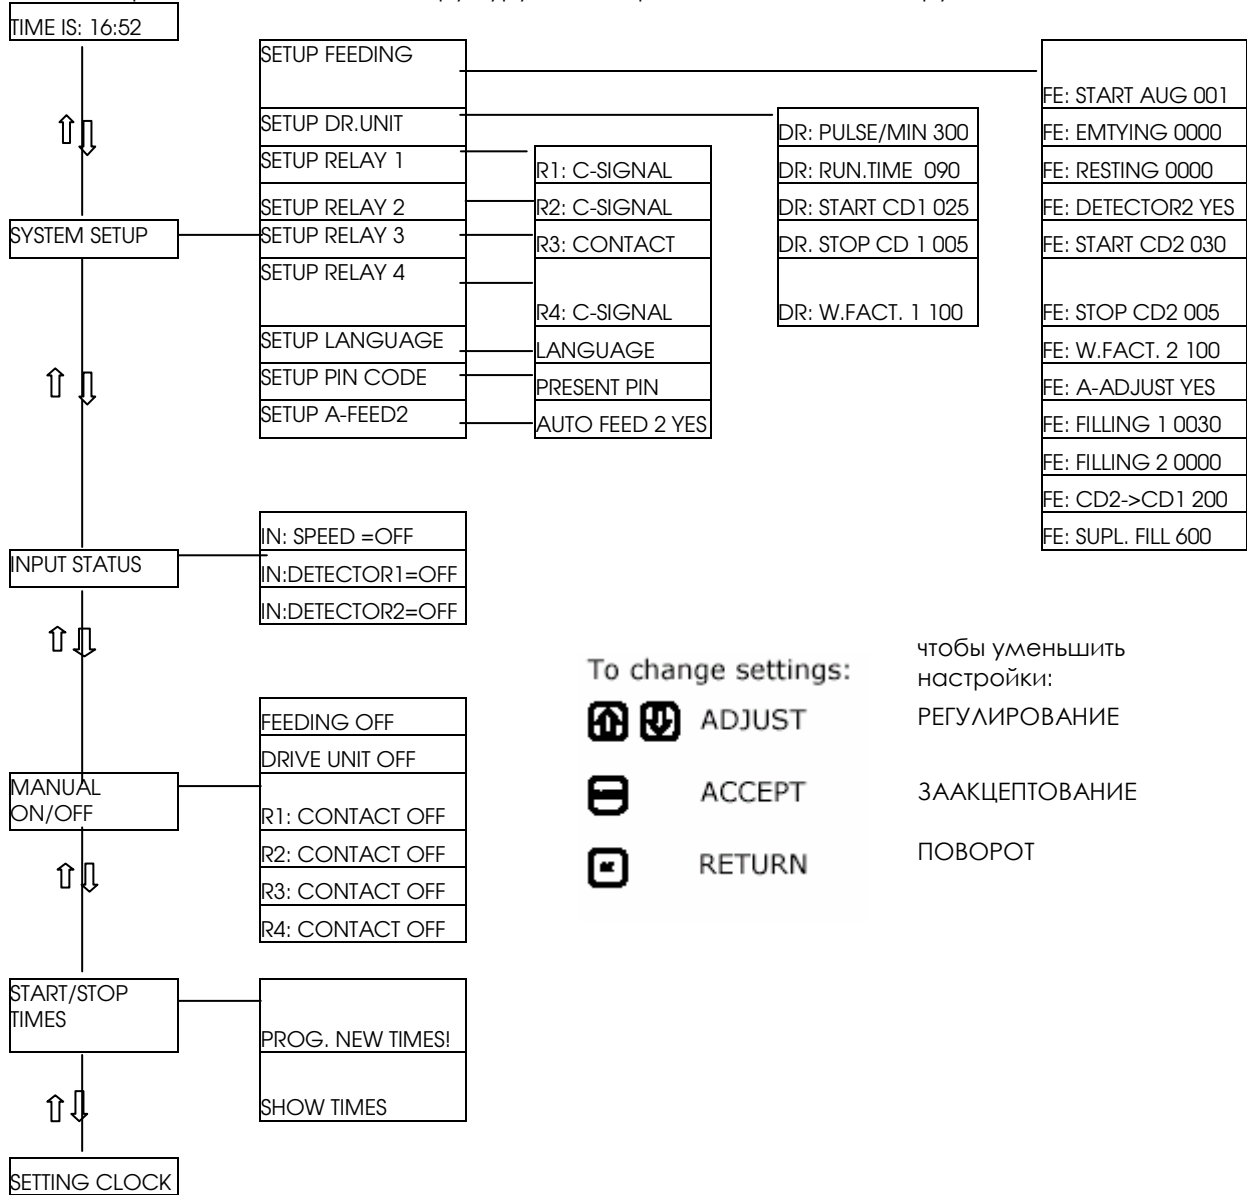 TIME IS: 16:52
SYSTEM SETUP
INPUT STATUS
MANUAL
ON/OFF
START/STOP
TIMES
SETTING CLOCK
SETUP FEEDING
SETUP DR.UNIT
SETUP RELAY 1
SETUP RELAY 2
SETUP RELAY 3
SETUP RELAY 4
SETUP LANGUAGE
SETUP PIN CODE
SETUP A-FEED2
R1: C-SIGNAL
R2: C-SIGNAL
R3: CONTACT
R4: C-SIGNAL
LANGUAGE
PRESENT PIN
AUTO FEED 2 YES
DR: PULSE/MIN 300
DR: RUN.TIME 090
DR: START CD1 025
DR. STOP CD 1 005
DR: W.FACT. 1 100
FE: START AUG 001
FE: EMTYING 0000
FE: RESTING 0000
FE: DETECTOR2 YES
FE: START CD2 030
FE: STOP CD2 005
FE: W.FACT. 2 100
FE: A-ADJUST YES
FE: FILLING 1 0030
FE: FILLING 2 0000
FE: CD2->CD1 200
FE: SUPL. FILL 600
IN: SPEED =OFF
IN:DETECTOR1=OFF
IN:DETECTOR2=OFF
FEEDING OFF
DRIVE UNIT OFF
R1: CONTACT OFF
R2: CONTACT OFF
R3: CONTACT OFF
R4: CONTACT OFF
PROG. NEW TIMES!
SHOW TIMES
To change settings:
ADJUST
ACCEPT
RETURN
чтобы уменьшить
настройки:
РЕГУЛИРОВАНИЕ
ЗААКЦЕПТОВАНИЕ
ПОВОРОТ